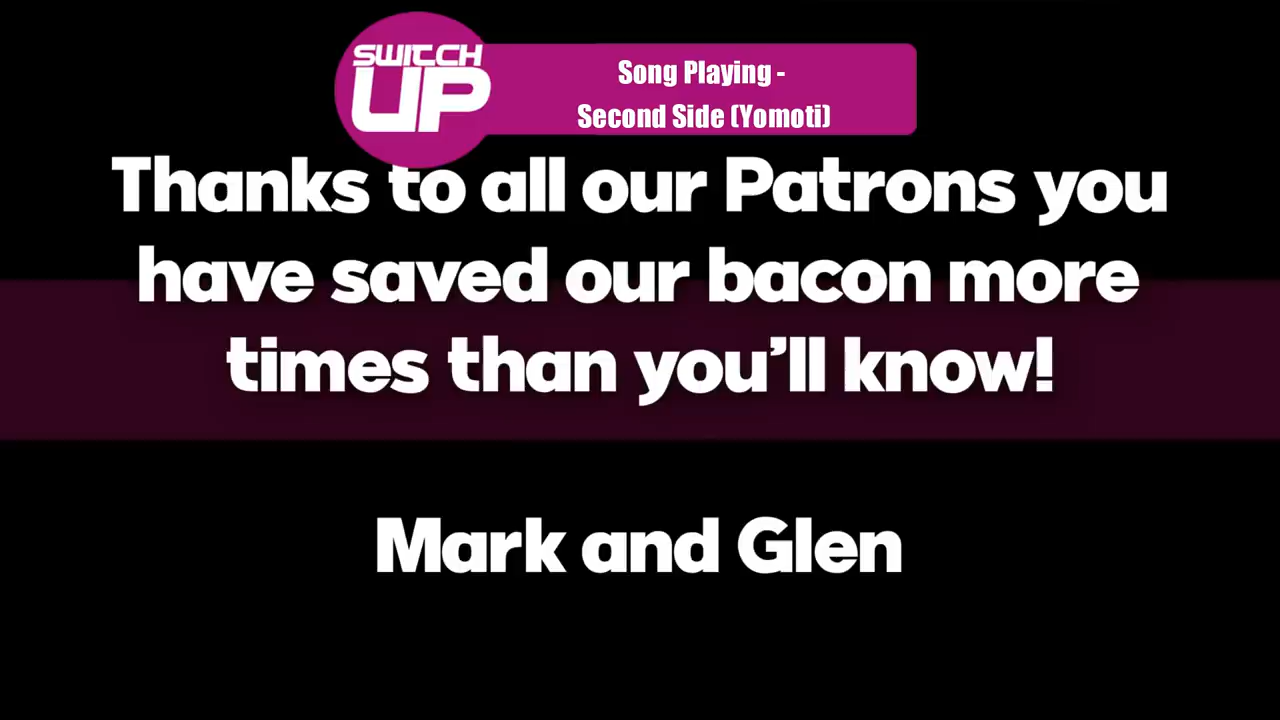 SWITCH
UP
Song Playing -
Second Side (Yomoti)
Thanks to all our Patrons you
have saved our bacon more
times than you’ll know!
Mark and Glen